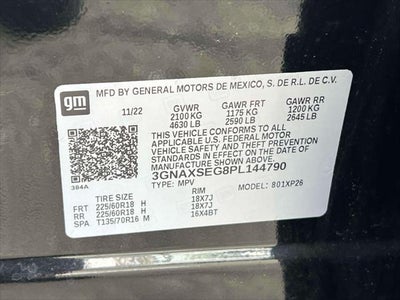 gm
MFD BY GENERAL MOTORS DE MEXICO, S. DE R.L. DE C.V.
11/22 GVWR GAWR FRT GAWR RR
2100 KG 1175 KG 1200 KG
4630 LB 2590 LB 2645 LB
THIS VEHICLE CONFORMS TO ALL
APPLICABLE U.S. FEDERAL MOTOR
VEHICLE SAFETY, BUMPER, AND THEFT
PREVENTION STANDARDS IN EFFECT ON
THE DATE OF MANUFACTURE SHOWN ABOVE.
3GNAXSEG8PL144790
384A TYPE: MPV MODEL: 801XP26
TIRE SIZE RIM
FRT 225/60R18 H 18X7J
RR 225/60R18 H 18X7J
SPA T135/70R16 M 16X4BT